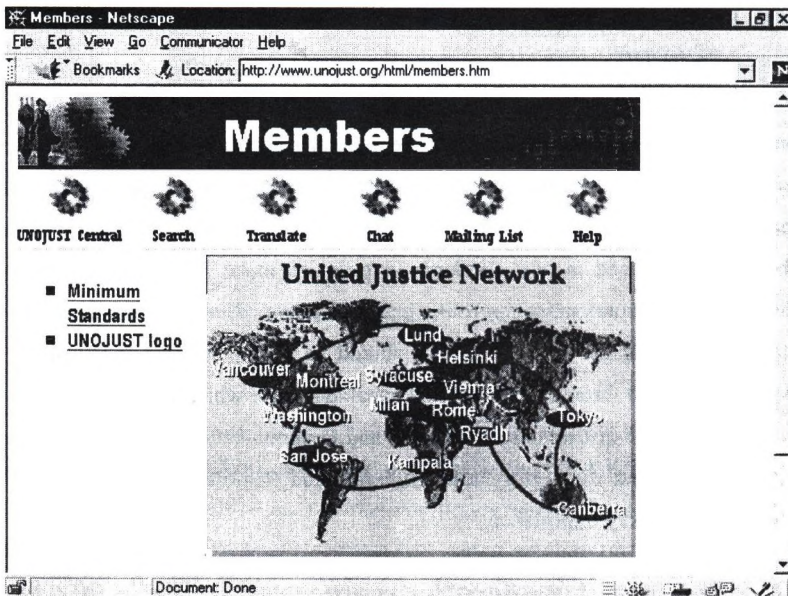 Members - Netscape
File Edit View Go Communicator Help
Bookmarks Location: http://www.unojust.org/html/members.htm
N
Members
UNOJUST Central Search Translate Chat Mailing List Help
Minimum
Standards
UNOJUST logo
United Justice Network
Lund
Helsinki
Vancouver
Montreal
Syracuse
Vienna
Milan
Rome
Washington
Tokyo
Ryadh
San Jose
Kampala
Canberra
Document: Done